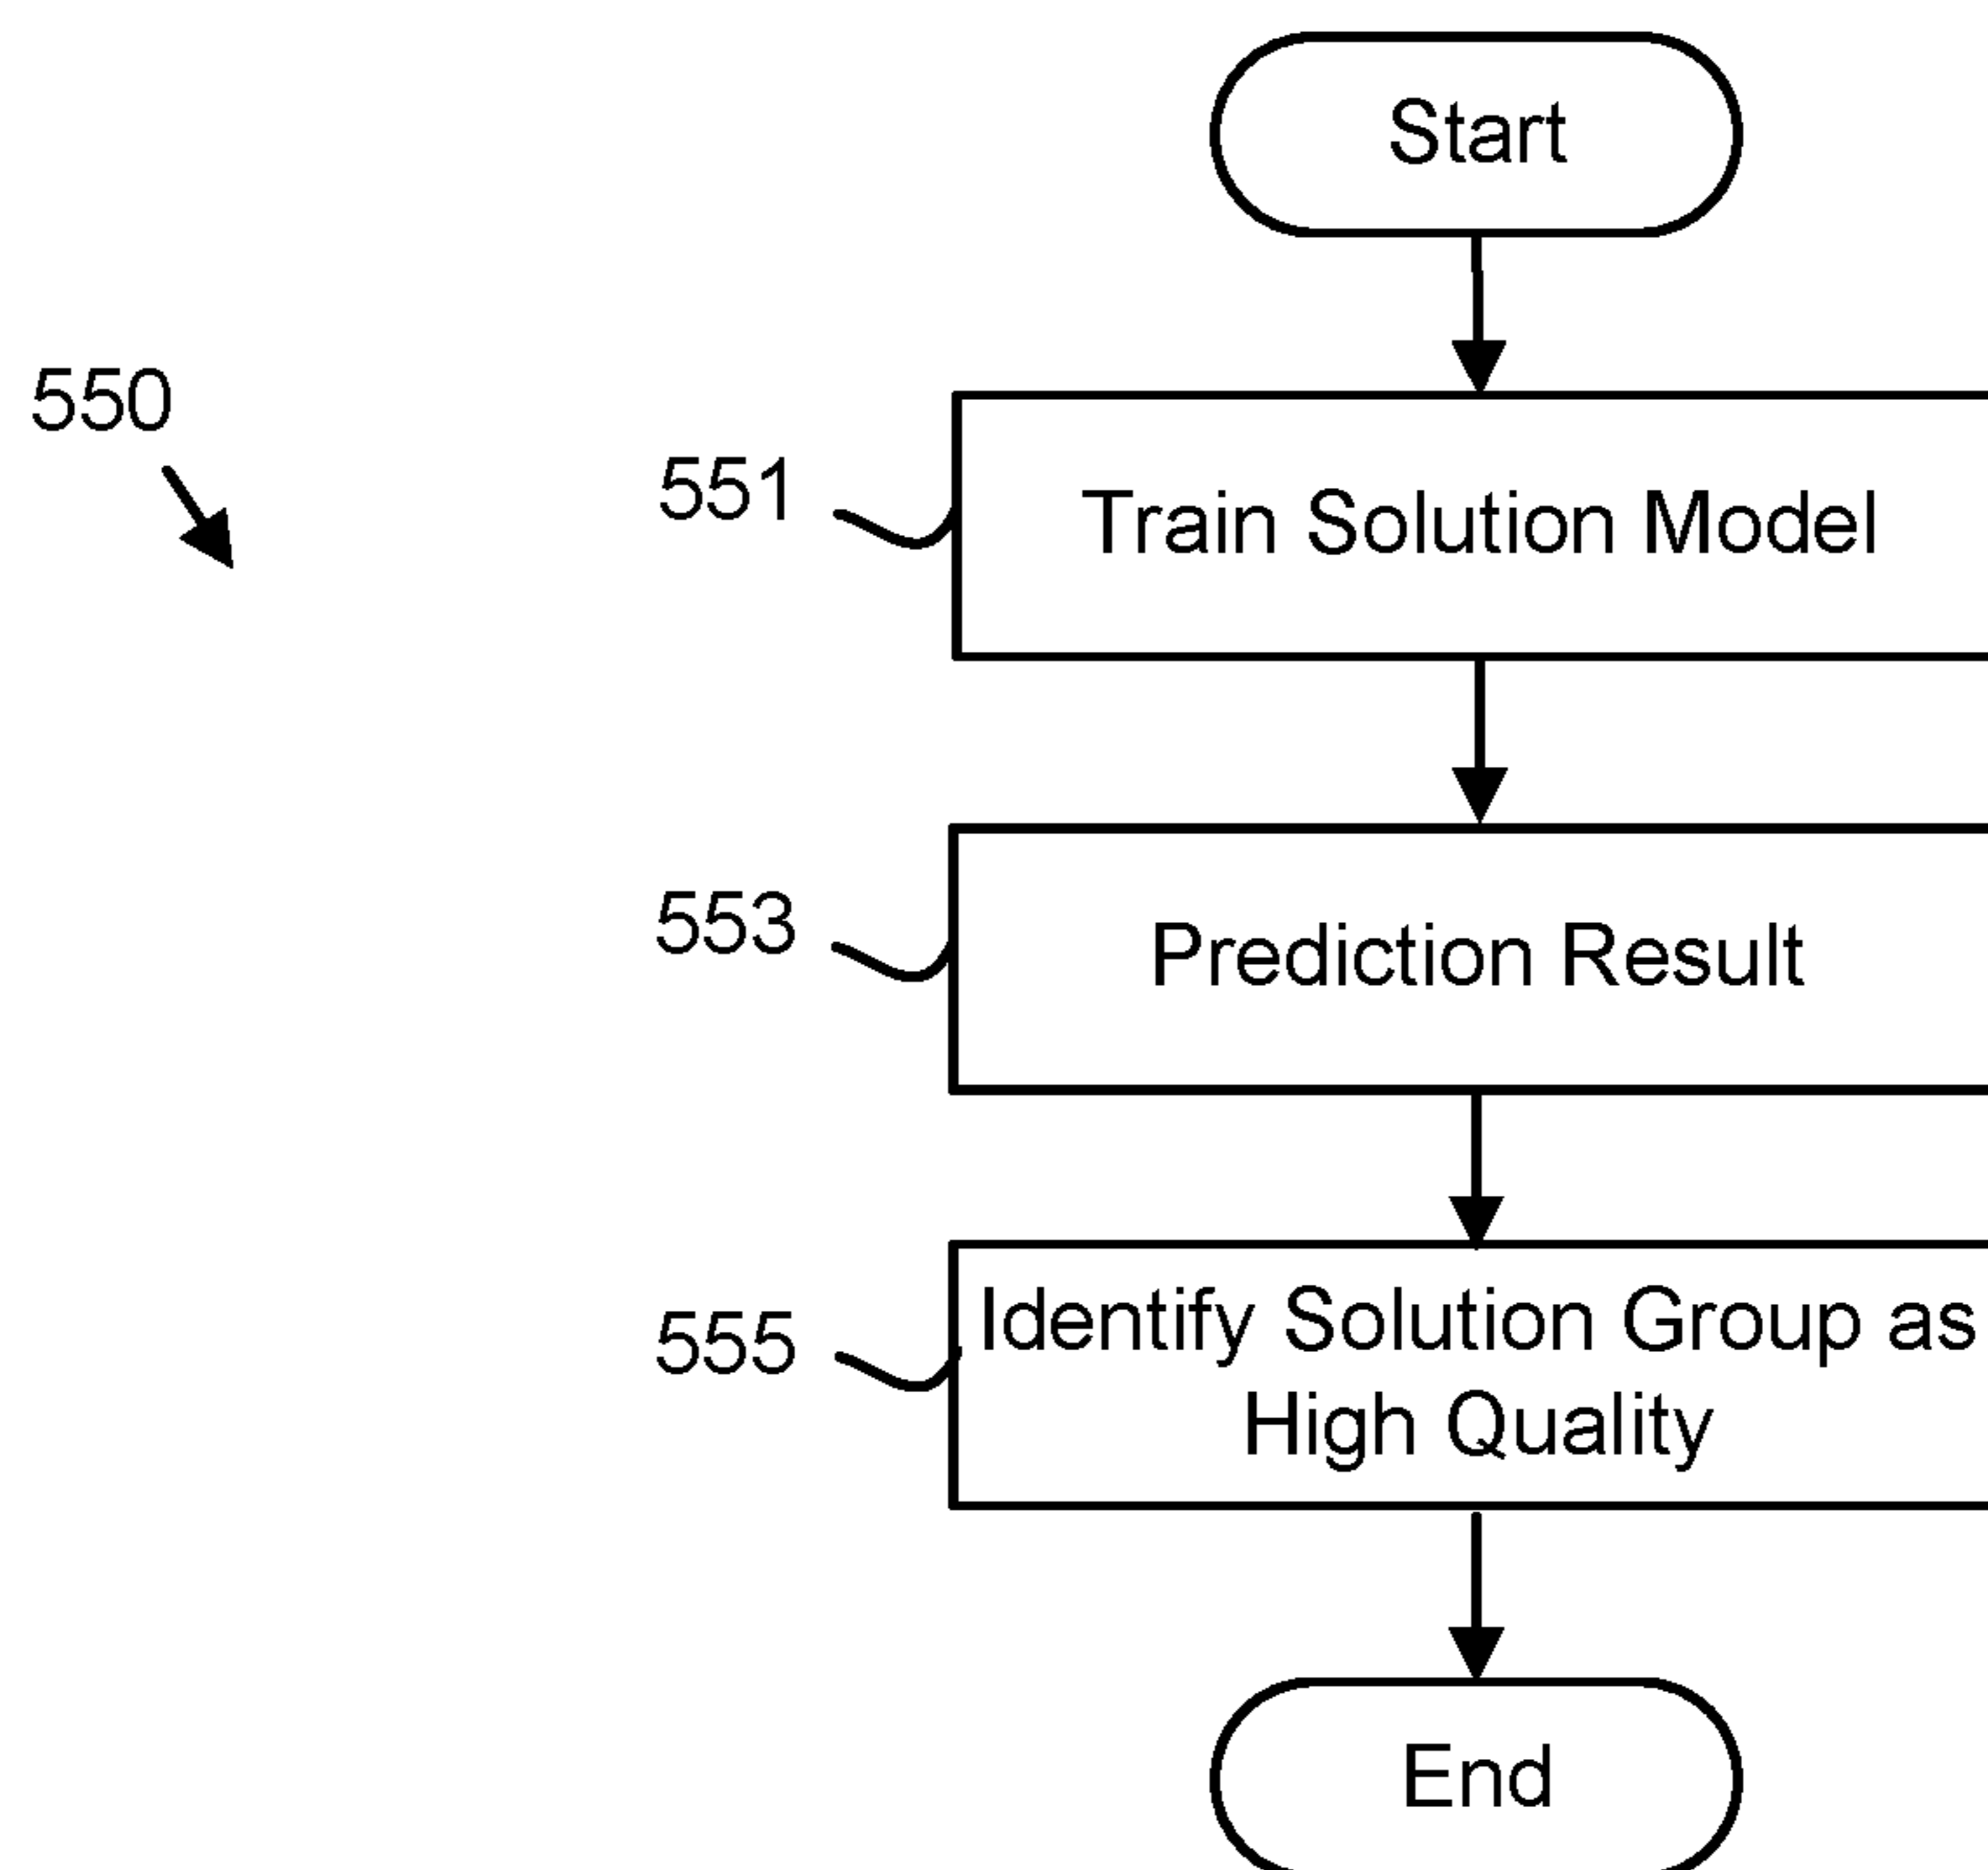 Start
550
551
Train Solution Model
553
Prediction Result
555
Identify Solution Group as
High Quality
End